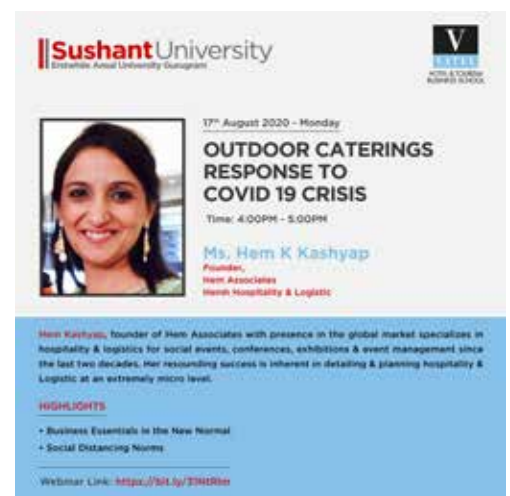 SushantUniversity
Erstwhile Ansal University Gurugram
V
VATEL
HOTEL & TOURISM
BUSINESS SCHOOL
17th August 2020 - Monday
OUTDOOR CATERINGS
RESPONSE TO
COVID 19 CRISIS
Time: 4:00PM - 5:00PM
Ms. Hem K Kashyap
Founder,
Hem Associates
Hemh Hospitality & Logistic
Hem Kashyap, founder of Hem Associates with presence in the global market specializes in
hospitality & logistics for social events, conferences, exhibitions & event management since
the last two decades. Her resounding success is inherent in detailing & planning hospitality &
Logistic at an extremely micro level.
HIGHLIGHTS
• Business Essentials in the New Normal
• Social Distancing Norms
Webinar Link: